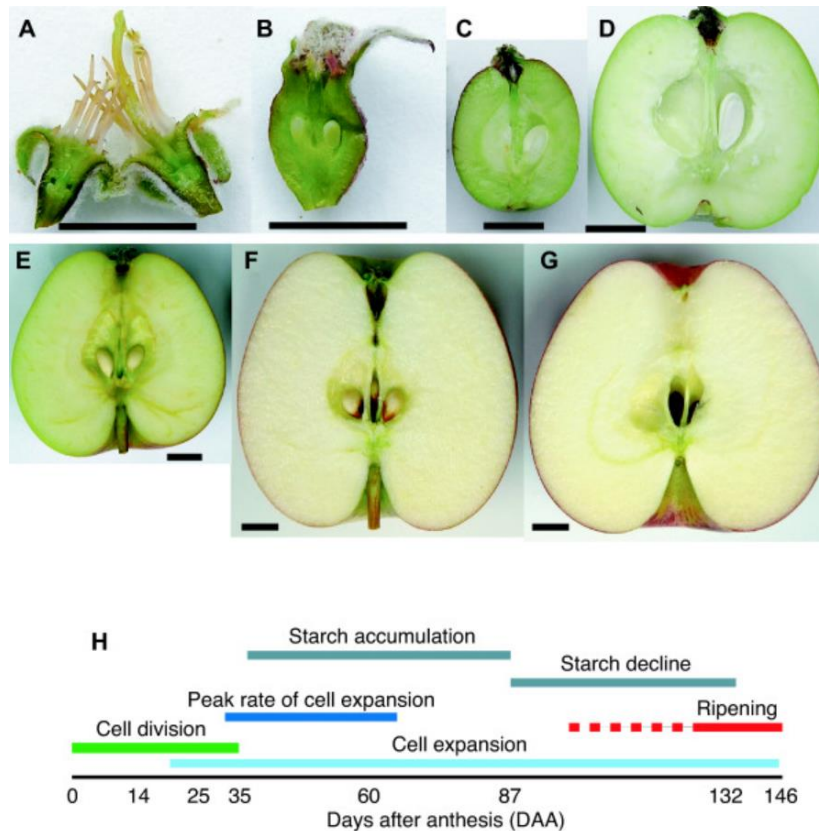 A
B
C
D
E
F
G
H
Starch accumulation
Starch decline
Peak rate of cell expansion
Ripening
Cell division
Cell expansion
0 14 25 35 60 87 132 146
Days after anthesis (DAA)